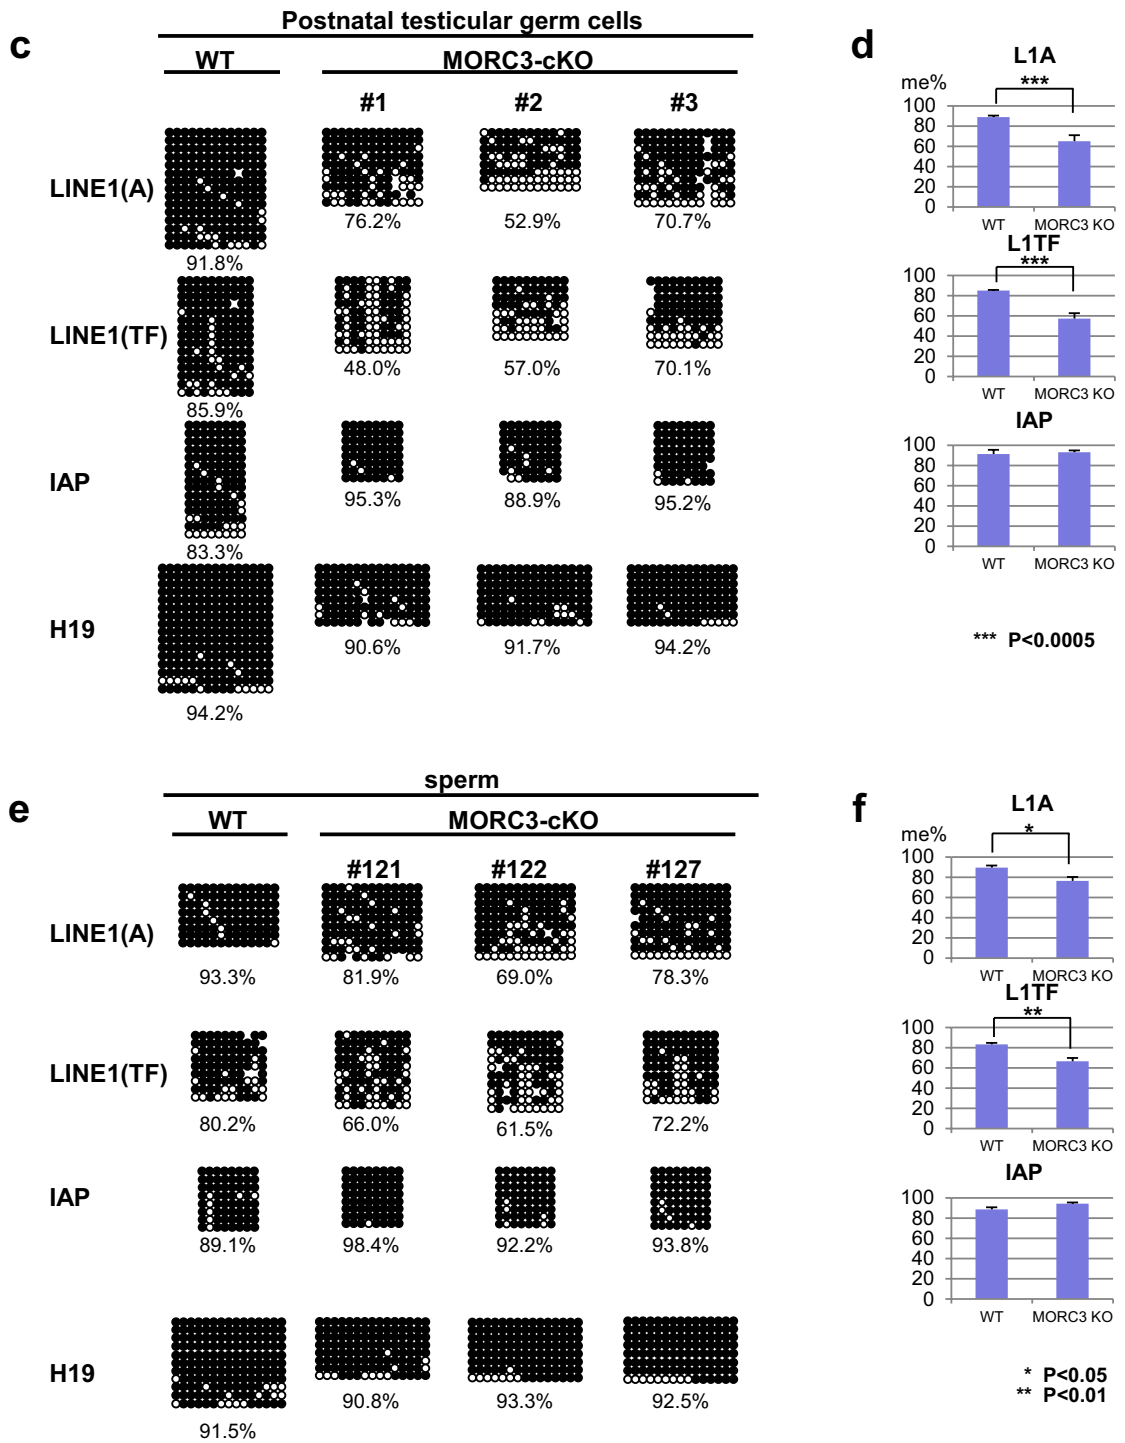 c
Postnatal testicular germ cells
WT
MORC3-cKO
#1 #2 #3
LINE1(A)
91.8% 76.2% 52.9% 70.7%
LINE1(TF)
85.9% 48.0% 57.0% 70.1%
IAP
83.3% 95.3% 88.9% 95.2%
H19
94.2% 90.6% 91.7% 94.2%
d
L1A
me%
***
100
80
60
40
20
0
WT MORC3 KO
L1TF
***
100
80
60
40
20
0
WT MORC3 KO
IAP
100
80
60
40
20
0
WT MORC3 KO
*** P<0.0005
e
sperm
WT
MORC3-cKO
#121 #122 #127
LINE1(A)
93.3% 81.9% 69.0% 78.3%
LINE1(TF)
80.2% 66.0% 61.5% 72.2%
IAP
89.1% 98.4% 92.2% 93.8%
H19
91.5% 90.8% 93.3% 92.5%
f
L1A
me%
*
100
80
60
40
20
0
WT MORC3 KO
L1TF
**
100
80
60
40
20
0
WT MORC3 KO
IAP
100
80
60
40
20
0
WT MORC3 KO
* P<0.05
** P<0.01